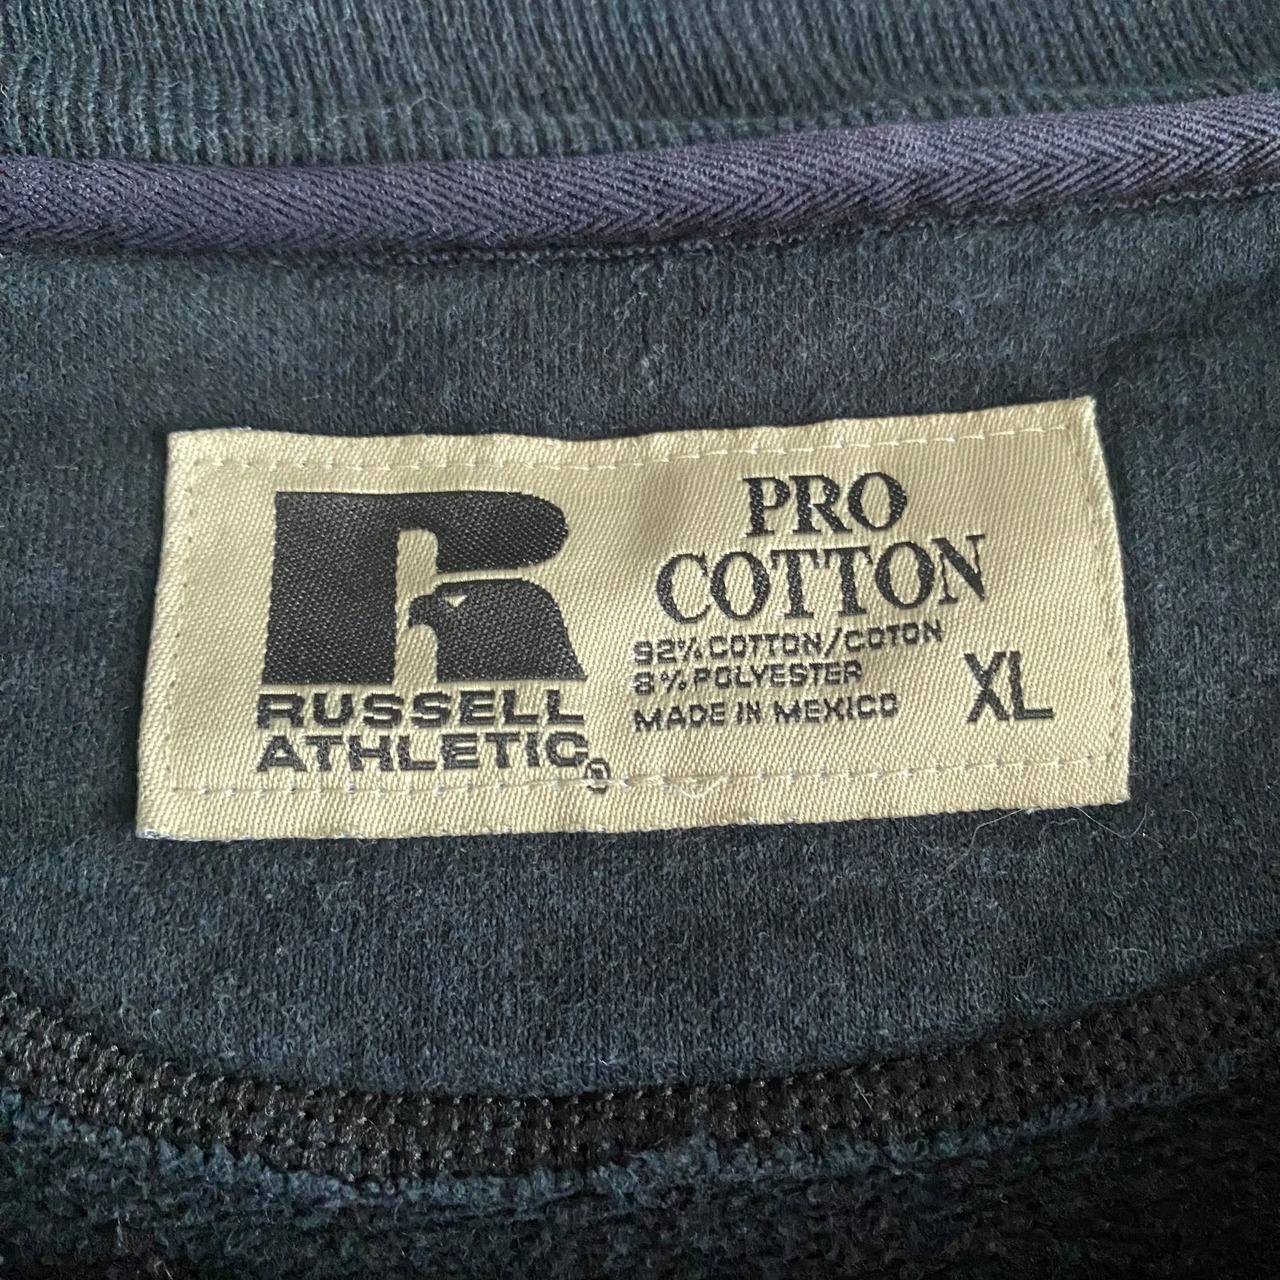 RUSSELL
ATHLETIC®
PRO
COTTON
92% COTTON/COTON
8% POLYESTER
MADE IN MEXICO
XL